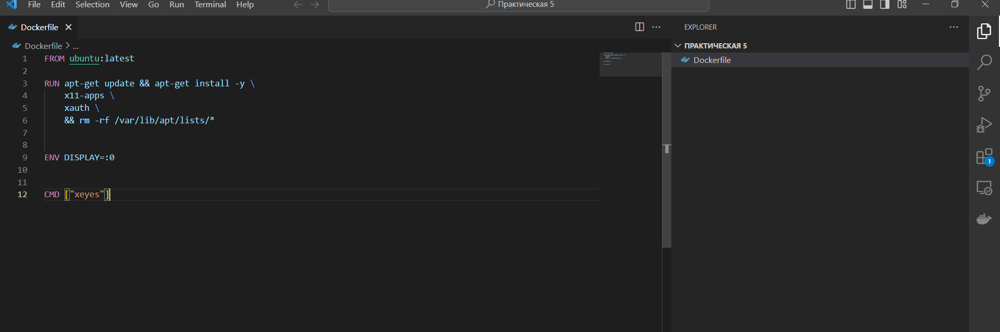 File Edit Selection View Go Run Terminal Help
Практическая 5
Dockerfile
Dockerfile > ...
1 FROM ubuntu:latest
2
3 RUN apt-get update && apt-get install -y \
4     x11-apps \
5     xauth \
6     && rm -rf /var/lib/apt/lists/*
7
8
9 ENV DISPLAY=:0
10
11
12 CMD ["xeyes"]
EXPLORER
ПРАКТИЧЕСКАЯ 5
Dockerfile
1